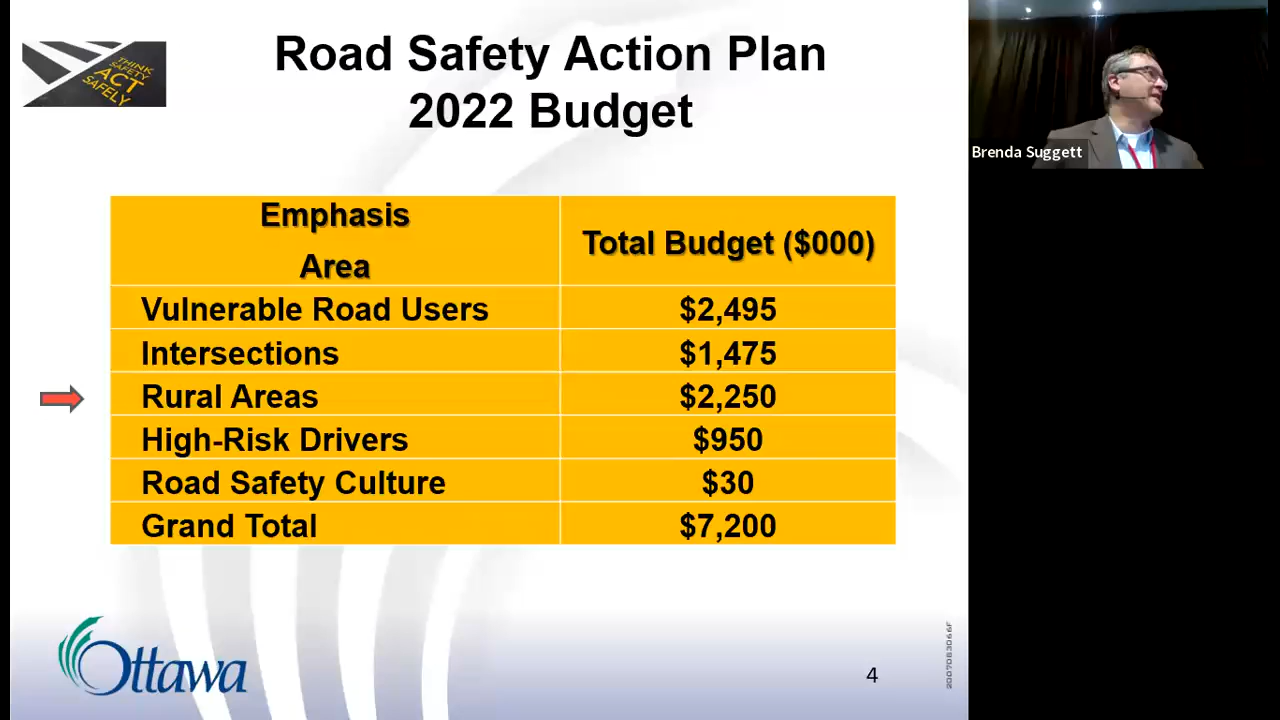 THINK
SAFETY
ACT
SAFELY
Road Safety Action Plan
2022 Budget
Brenda Suggett
Emphasis
Area
Total Budget ($000)
Vulnerable Road Users $2,495
Intersections $1,475
Rural Areas $2,250
High-Risk Drivers $950
Road Safety Culture $30
Grand Total $7,200
Ottawa
4
2007083066F